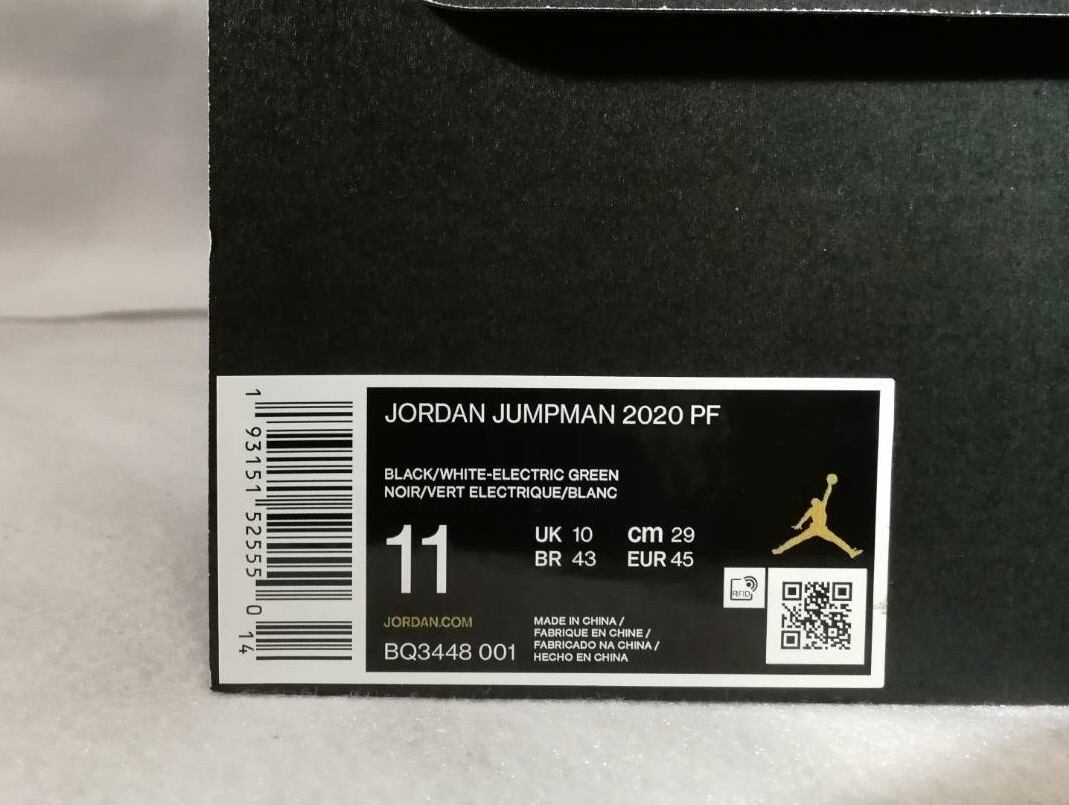 JORDAN JUMPMAN 2020 PF
BLACK/WHITE-ELECTRIC GREEN
NOIR/VERT ELECTRIQUE/BLANC
11
UK 10 cm 29
BR 43 EUR 45
RFID
JORDAN.COM
BQ3448 001
MADE IN CHINA /
FABRIQUE EN CHINE /
FABRICADO NA CHINA /
HECHO EN CHINA
1 93151 52555 0 14